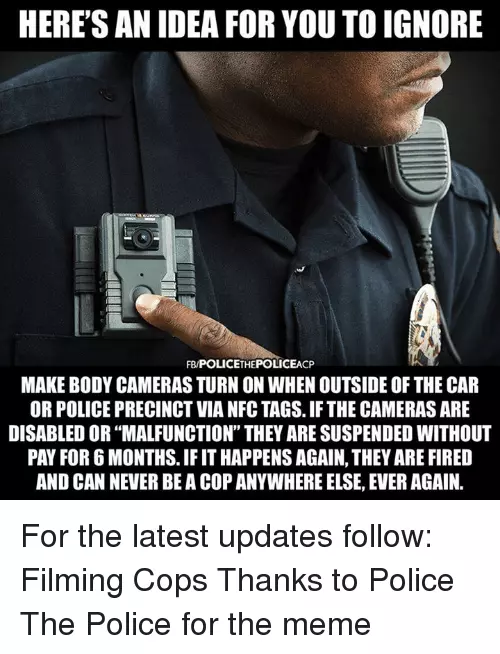 HERE'S AN IDEA FOR YOU TO IGNORE
FB/POLICETHEPOLICEACP
MAKE BODY CAMERAS TURN ON WHEN OUTSIDE OF THE CAR
OR POLICE PRECINCT VIA NFC TAGS. IF THE CAMERAS ARE
DISABLED OR “MALFUNCTION” THEY ARE SUSPENDED WITHOUT
PAY FOR 6 MONTHS. IF IT HAPPENS AGAIN, THEY ARE FIRED
AND CAN NEVER BE A COP ANYWHERE ELSE, EVER AGAIN.
For the latest updates follow:
Filming Cops Thanks to Police
The Police for the meme